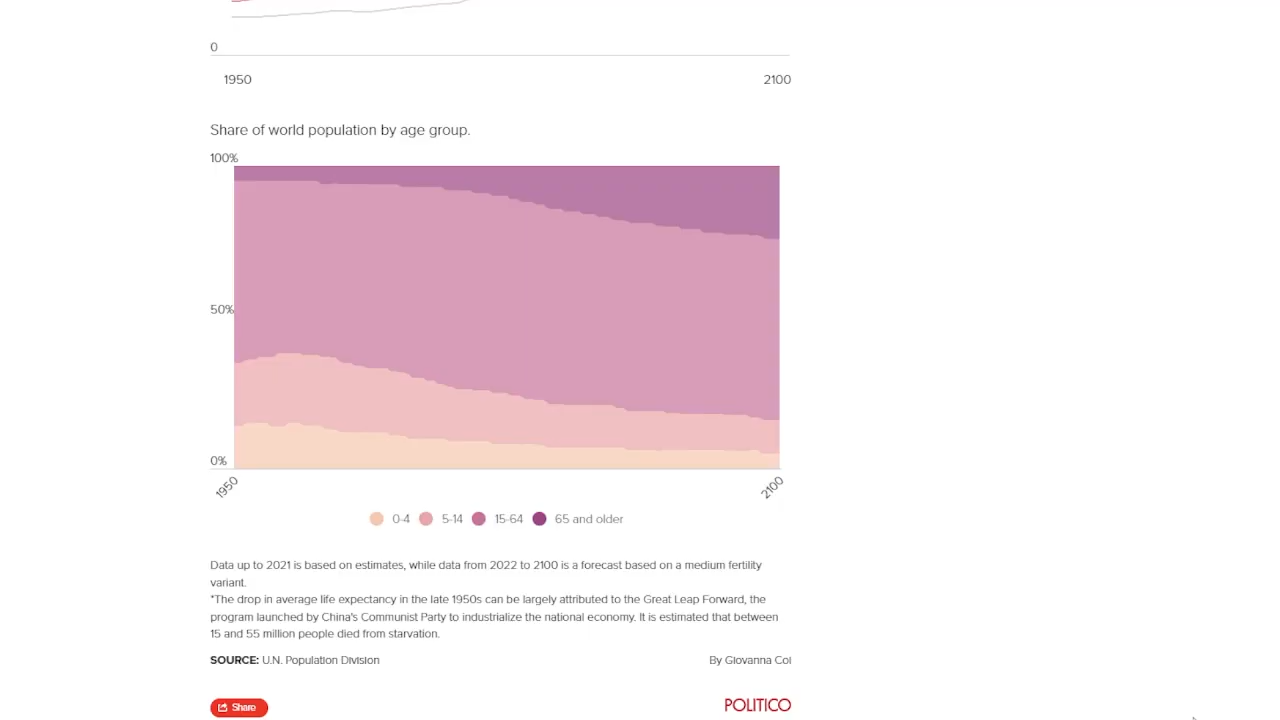 0
1950 2100
Share of world population by age group.
100%
50%
0%
1950 2100
0-4 5-14 15-64 65 and older
Data up to 2021 is based on estimates, while data from 2022 to 2100 is a forecast based on a medium fertility
variant.
*The drop in average life expectancy in the late 1950s can be largely attributed to the Great Leap Forward, the
program launched by China's Communist Party to industrialize the national economy. It is estimated that between
15 and 55 million people died from starvation.
SOURCE: U.N. Population Division By Giovanna Coi
Share POLITICO